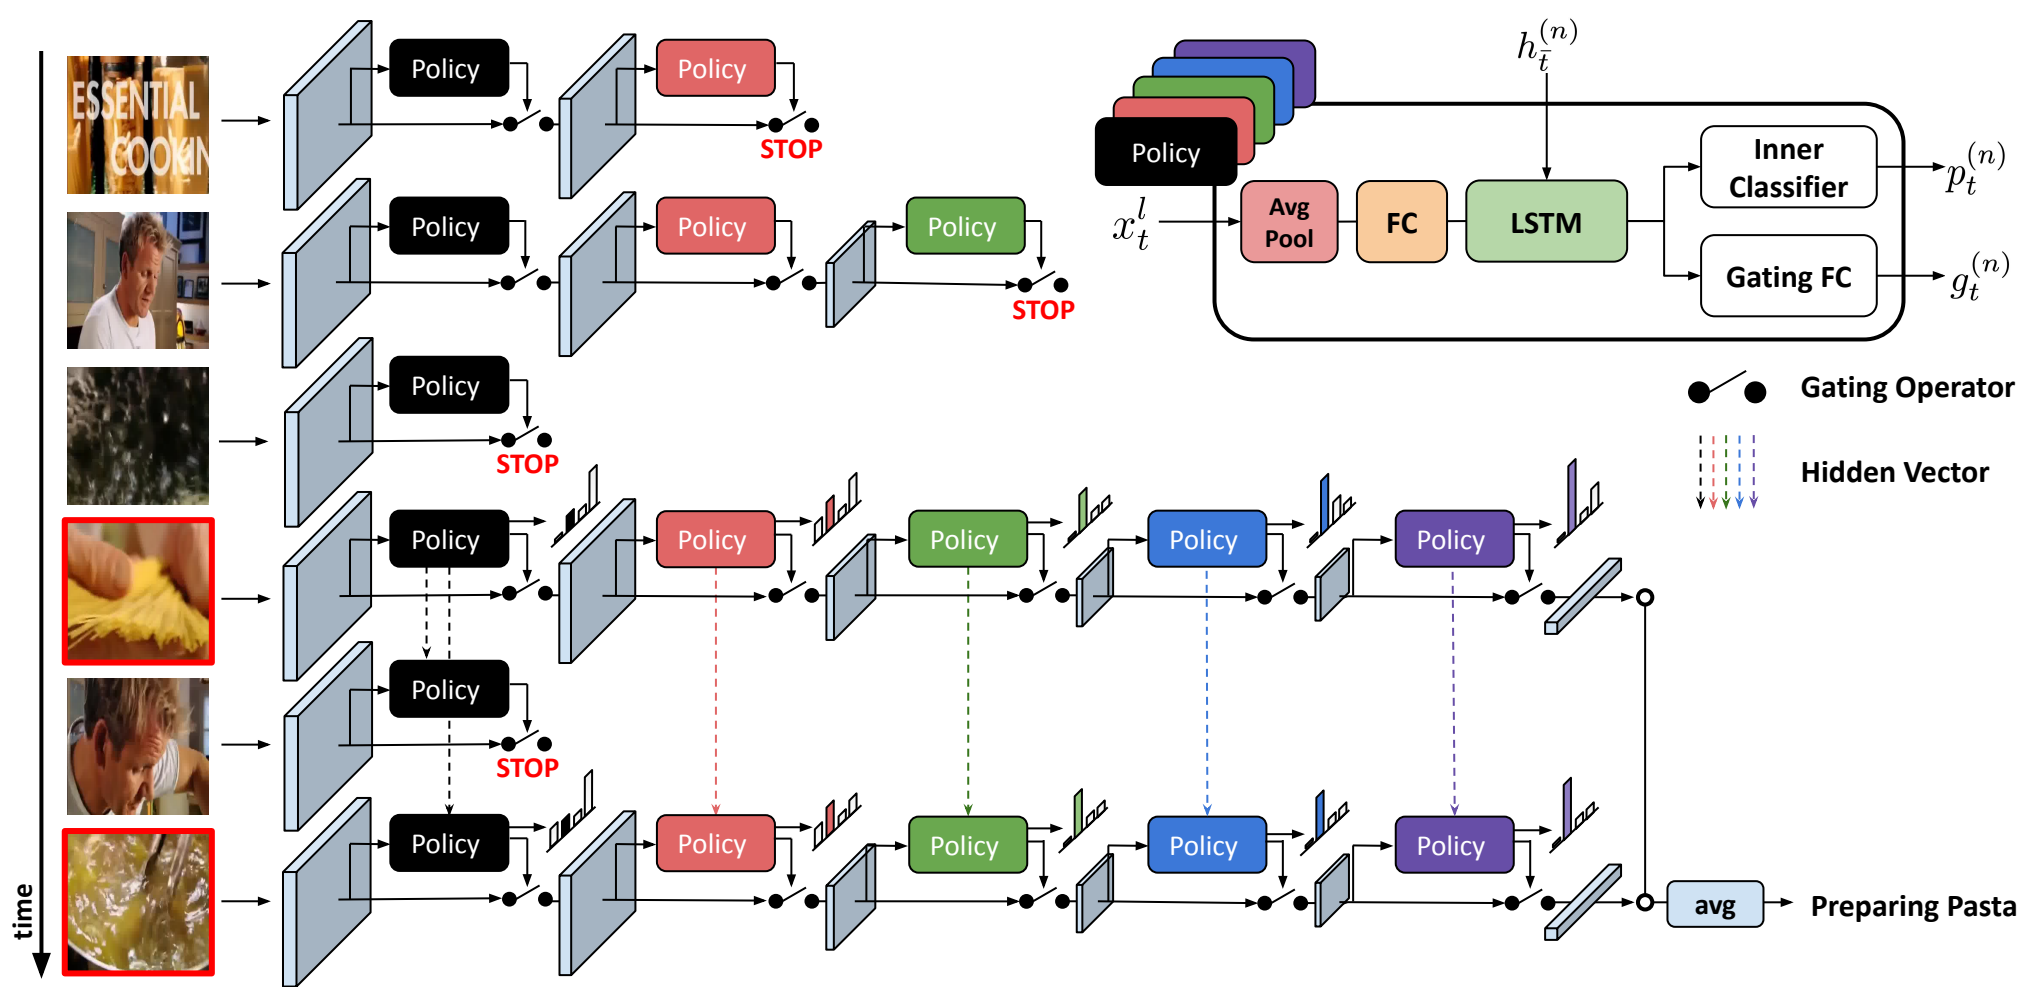 ESSENTIAL
COOKIN
Policy
Policy
STOP
Policy
Policy
Policy
STOP
Policy
STOP
Policy
Policy
Policy
Policy
Policy
Policy
STOP
Policy
Policy
Policy
Policy
Policy
avg
Preparing Pasta
time
Policy
$h_{\bar{t}}^{(n)}$
$x_t^l$
Avg
Pool
FC
LSTM
Inner
Classifier
Gating FC
$p_t^{(n)}$
$g_t^{(n)}$
Gating Operator
Hidden Vector